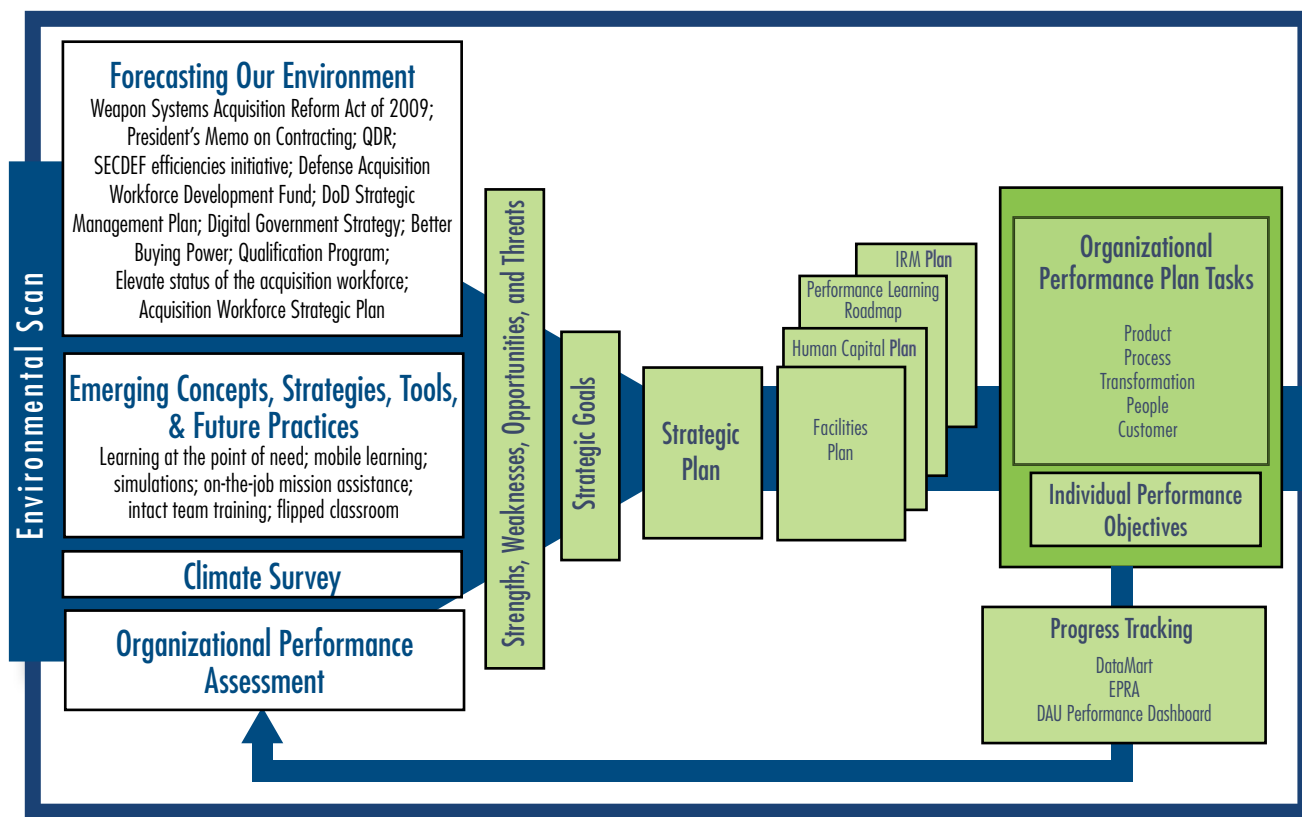 Environmental Scan
Forecasting Our Environment
Weapon Systems Acquisition Reform Act of 2009;
President's Memo on Contracting; QDR;
SECDEF efficiencies initiative; Defense Acquisition
Workforce Development Fund; DoD Strategic
Management Plan; Digital Government Strategy; Better
Buying Power; Qualification Program;
Elevate status of the acquisition workforce;
Acquisition Workforce Strategic Plan
Emerging Concepts, Strategies, Tools,
& Future Practices
Learning at the point of need; mobile learning;
simulations; on-the-job mission assistance;
intact team training; flipped classroom
Climate Survey
Organizational Performance
Assessment
Strengths, Weaknesses, Opportunities, and Threats
Strategic Goals
Strategic
Plan
IRM Plan
Performance Learning
Roadmap
Human Capital Plan
Facilities
Plan
Organizational
Performance Plan Tasks
Product
Process
Transformation
People
Customer
Individual Performance
Objectives
Progress Tracking
DataMart
EPRA
DAU Performance Dashboard